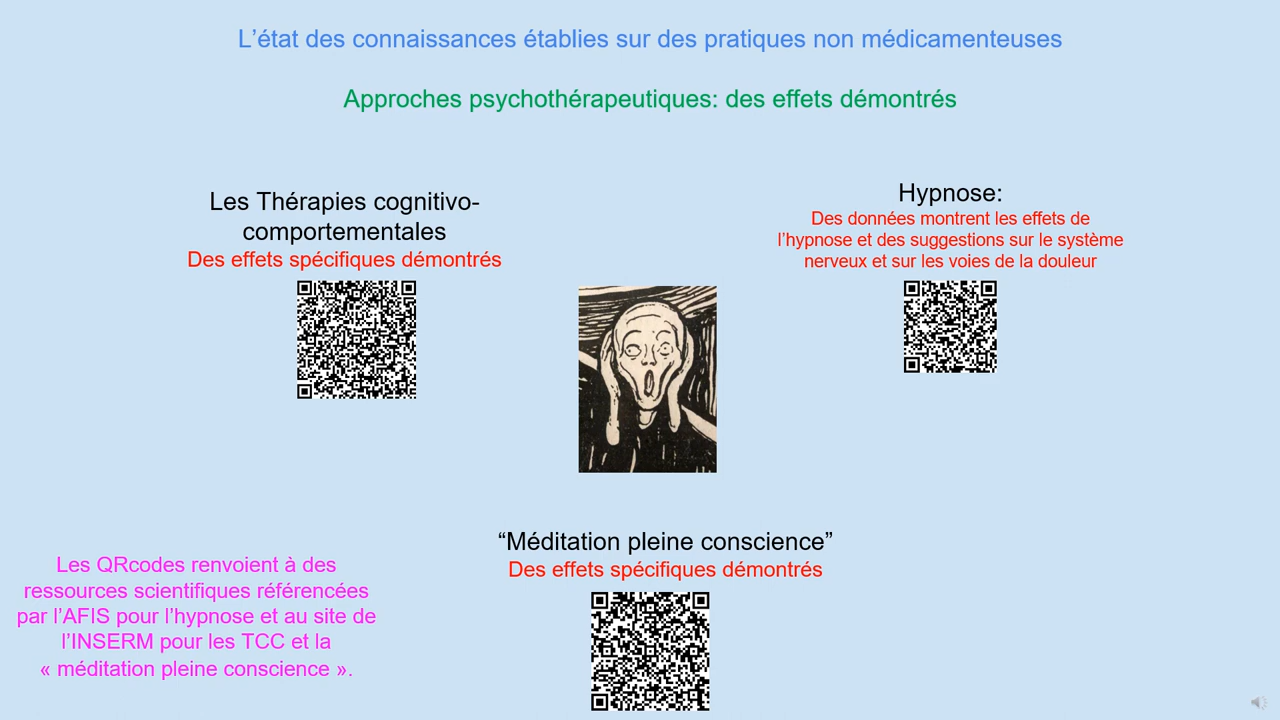 L’état des connaissances établies sur des pratiques non médicamenteuses
Approches psychothérapeutiques: des effets démontrés
Les Thérapies cognitivo-
comportementales
Des effets spécifiques démontrés
Hypnose:
Des données montrent les effets de
l’hypnose et des suggestions sur le système
nerveux et sur les voies de la douleur
“Méditation pleine conscience”
Des effets spécifiques démontrés
Les QRcodes renvoient à des
ressources scientifiques référencées
par l’AFIS pour l’hypnose et au site de
l’INSERM pour les TCC et la
« méditation pleine conscience ».